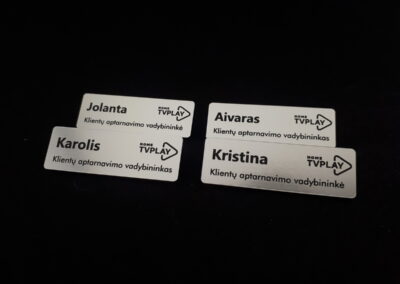 Jolanta
HOME
TVPLAY
Klientų aptarnavimo vadybininkė
Karolis
HOME
TVPLAY
Klientų aptarnavimo vadybininkas
Aivaras
HOME
TVPLAY
Klientų aptarnavimo vadybininkas
Kristina
HOME
TVPLAY
Klientų aptarnavimo vadybininkė